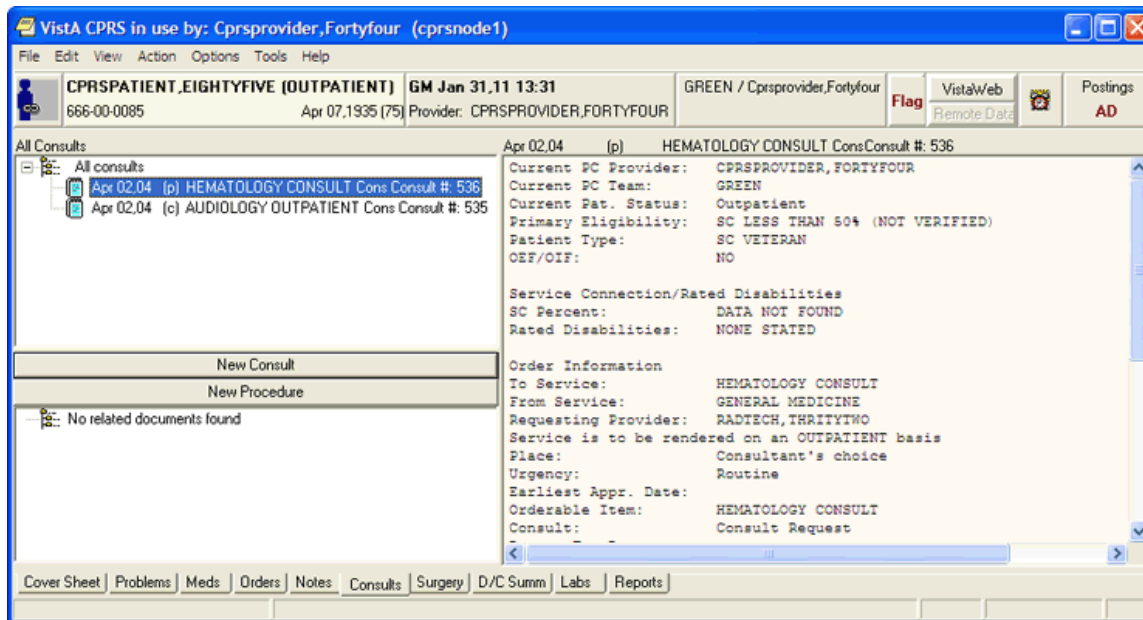 VistA CPRS in use by: Cprsprovider,Fortyfour (cprsnode1)
File Edit View Action Options Tools Help
CPRSPATIENT,EIGHTYFIVE (OUTPATIENT) GM Jan 31,11 13:31 GREEN / Cprsprovider,Fortyfour Flag VistaWeb Postings
666-00-0085 Apr 07,1935 (75) Provider: CPRSPROVIDER,FORTYFOUR Remote Data AD
All Consults
All consults
Apr 02,04 (p) HEMATOLOGY CONSULT Cons Consult #: 536
Apr 02,04 (c) AUDIOLOGY OUTPATIENT Cons Consult #: 535
New Consult
New Procedure
No related documents found
Apr 02,04 (p) HEMATOLOGY CONSULT ConsConsult #: 536
Current PC Provider: CPRSPROVIDER,FORTYFOUR
Current PC Team: GREEN
Current Pat. Status: Outpatient
Primary Eligibility: SC LESS THAN 50% (NOT VERIFIED)
Patient Type: SC VETERAN
OEF/OIF: NO
Service Connection/Rated Disabilities
SC Percent: DATA NOT FOUND
Rated Disabilities: NONE STATED
Order Information
To Service: HEMATOLOGY CONSULT
From Service: GENERAL MEDICINE
Requesting Provider: RADTECH,THRITYTWO
Service is to be rendered on an OUTPATIENT basis
Place: Consultant's choice
Urgency: Routine
Earliest Appr. Date:
Orderable Item: HEMATOLOGY CONSULT
Consult: Consult Request
Cover Sheet Problems Meds Orders Notes Consults Surgery D/C Summ Labs Reports